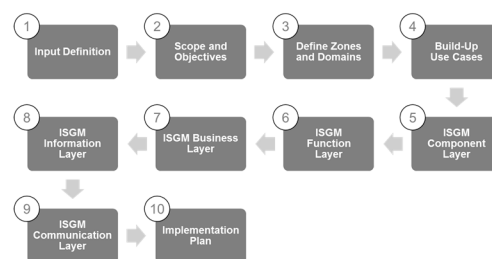 1
Input Definition
2
Scope and
Objectives
3
Define Zones
and Domains
4
Build-Up
Use Cases
5
ISGM
Component
Layer
6
ISGM
Function
Layer
7
ISGM Business
Layer
8
ISGM
Information
Layer
9
ISGM
Communication
Layer
10
Implementation
Plan